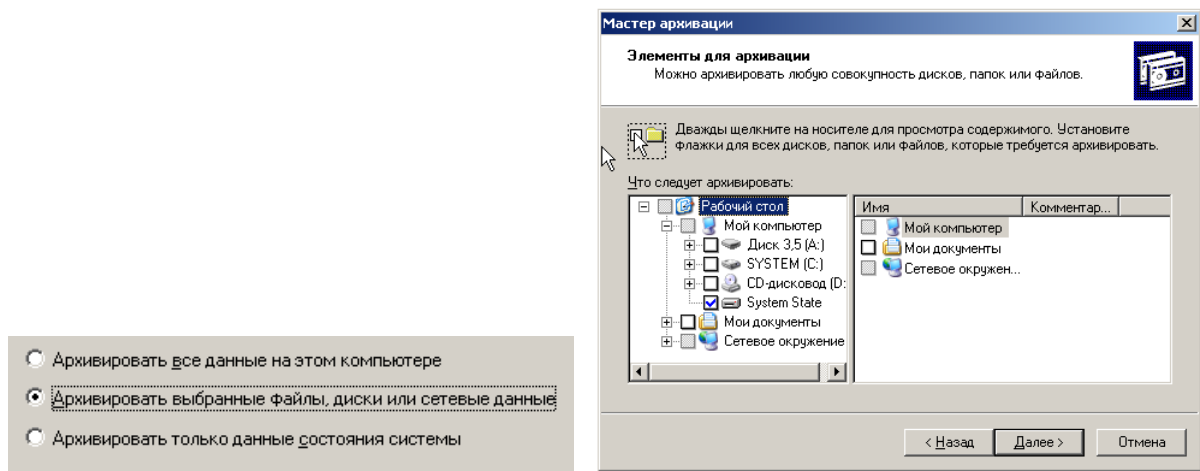 Архивировать все данные на этом компьютере
Архивировать выбранные файлы, диски или сетевые данные
Архивировать только данные состояния системы
Мастер архивации
Элементы для архивации
Можно архивировать любую совокупность дисков, папок или файлов.
Дважды щелкните на носителе для просмотра содержимого. Установите
флажки для всех дисков, папок или файлов, которые требуется архивировать.
Что следует архивировать:
Рабочий стол
Мой компьютер
Диск 3,5 (A:)
SYSTEM (C:)
CD-дисковод (D:
System State
Мои документы
Сетевое окружение
Имя Комментар...
Мой компьютер
Мои документы
Сетевое окружен...
< Назад Далее > Отмена